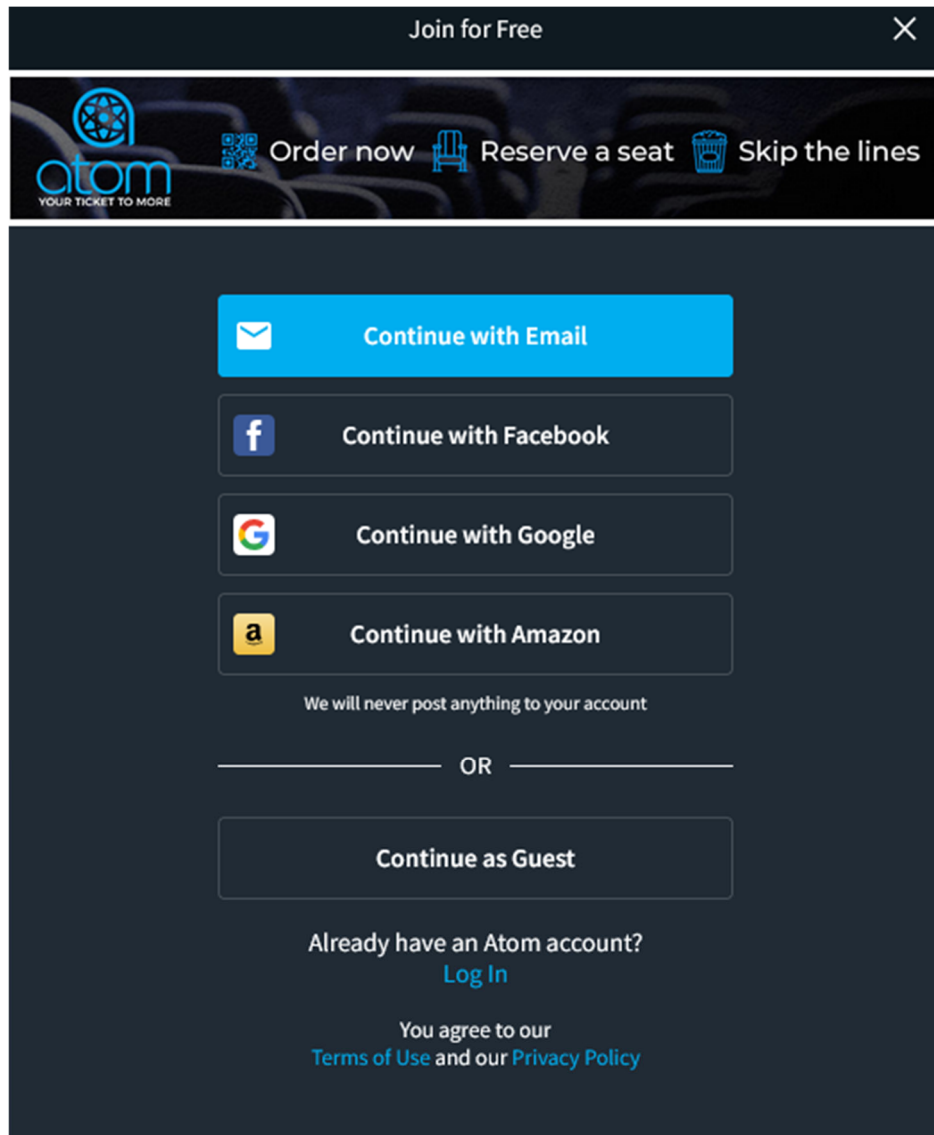 Join for Free
atom
YOUR TICKET TO MORE
Order now Reserve a seat Skip the lines
Continue with Email
Continue with Facebook
Continue with Google
Continue with Amazon
We will never post anything to your account
OR
Continue as Guest
Already have an Atom account?
Log In
You agree to our
Terms of Use and our Privacy Policy